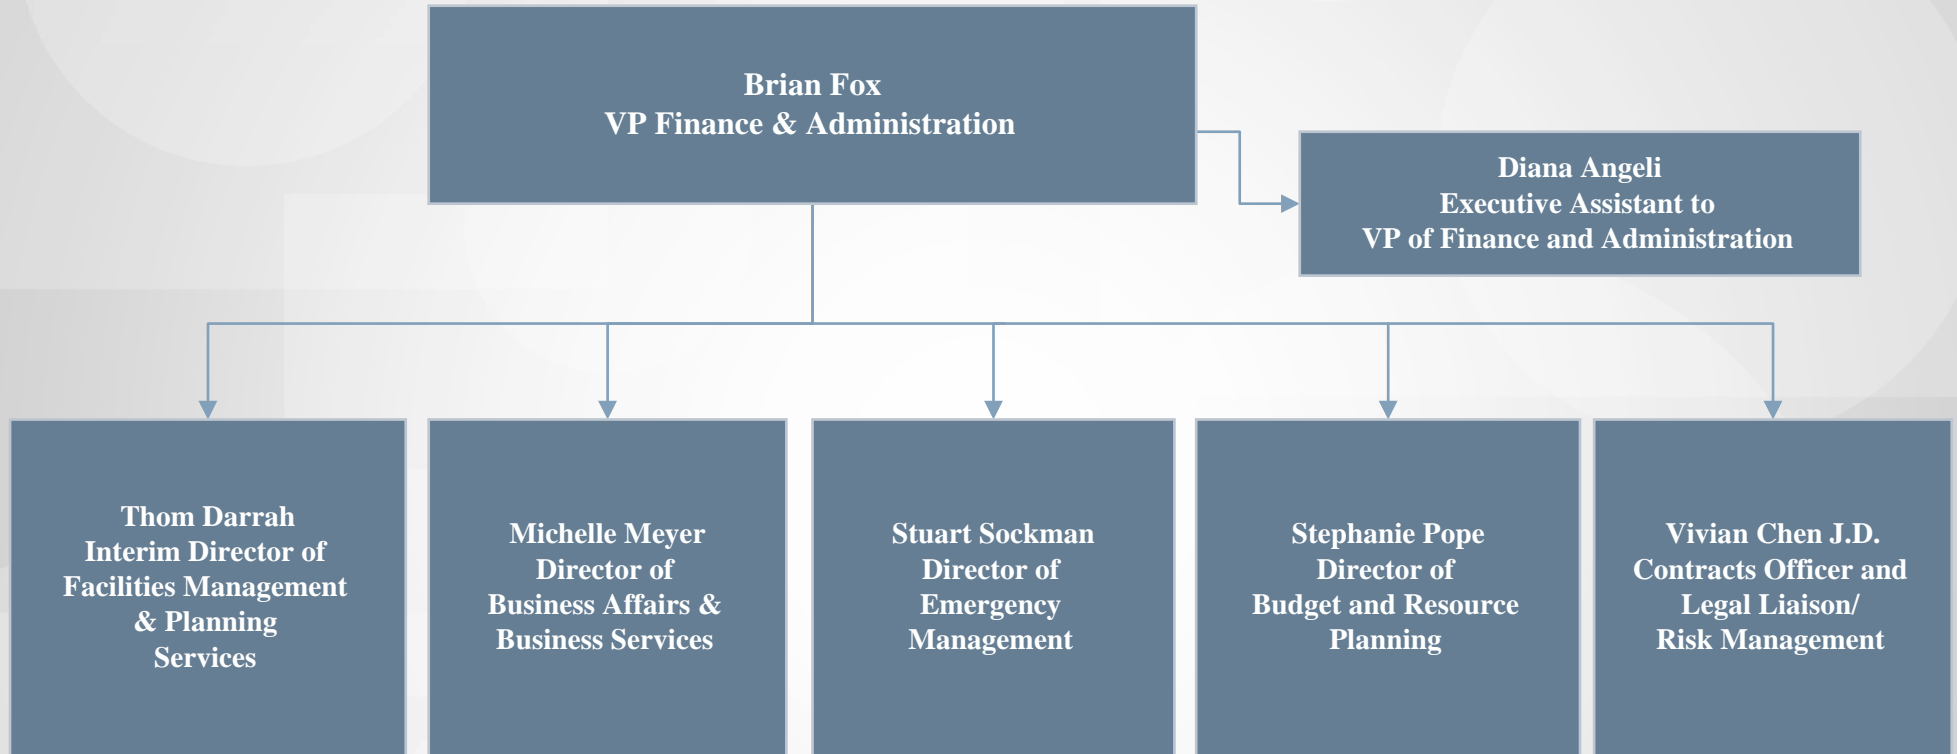 Brian Fox
VP Finance & Administration
Diana Angeli
Executive Assistant to
VP of Finance and Administration
Thom Darrah
Interim Director of
Facilities Management
& Planning
Services
Michelle Meyer
Director of
Business Affairs &
Business Services
Stuart Sockman
Director of
Emergency
Management
Stephanie Pope
Director of
Budget and Resource
Planning
Vivian Chen J.D.
Contracts Officer and
Legal Liaison/
Risk Management